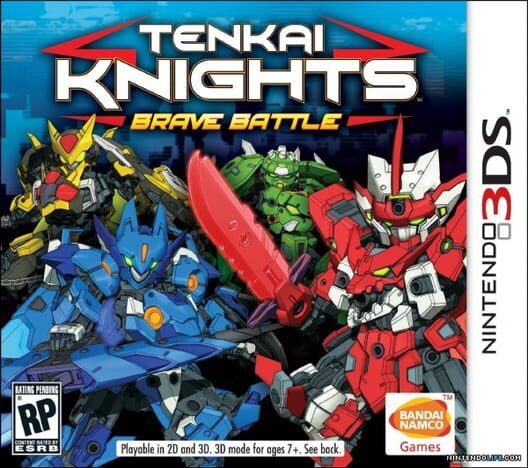 TENKAI
KNIGHTS
BRAVE BATTLE
NINTENDO 3DS™
RATING PENDING
RP
CONTENT RATED BY
ESRB
Playable in 2D and 3D. 3D mode for ages 7+. See back.
BANDAI
NAMCO
Games
NINTENDOLIFE.COM